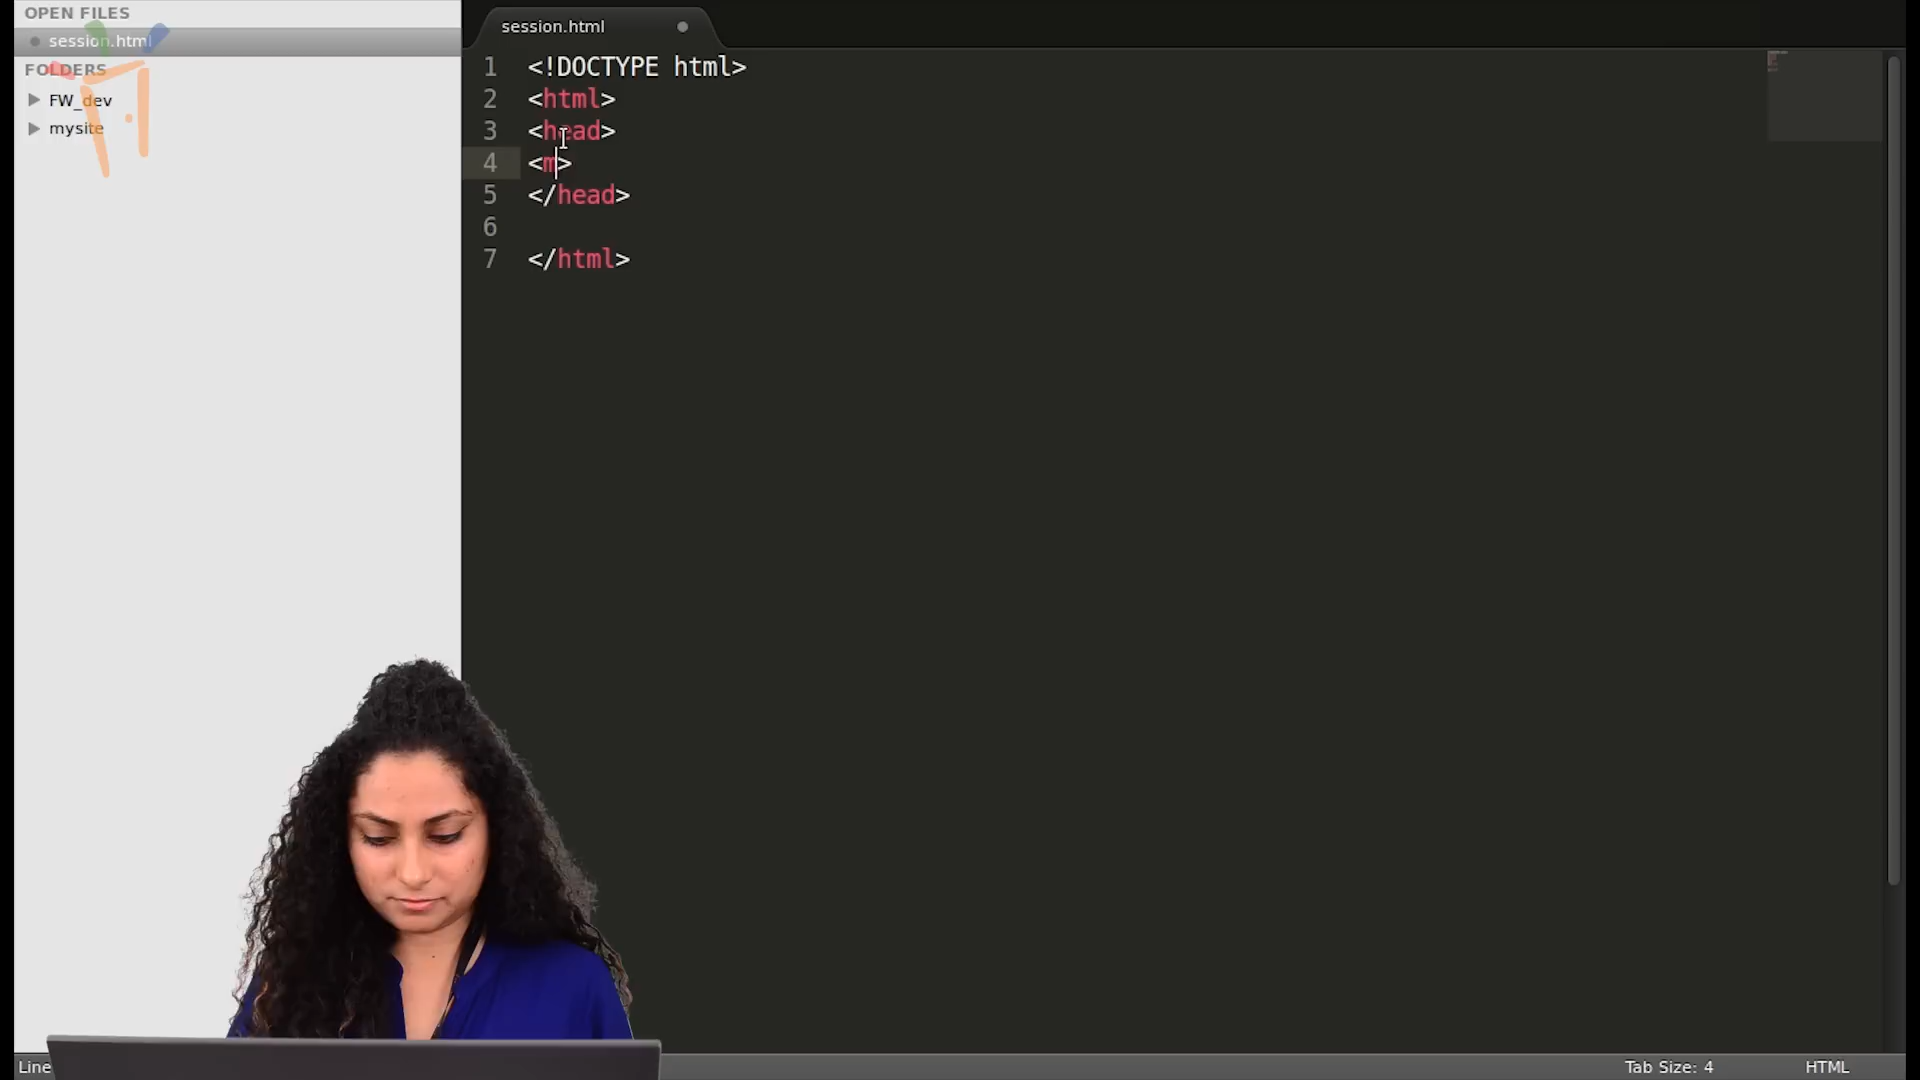 OPEN FILES
session.html
FOLDERS
FW_dev
mysite
session.html
1 <!DOCTYPE html>
2 <html>
3 <head>
4 <m>
5 </head>
6
7 </html>
Line
Tab Size: 4
HTML